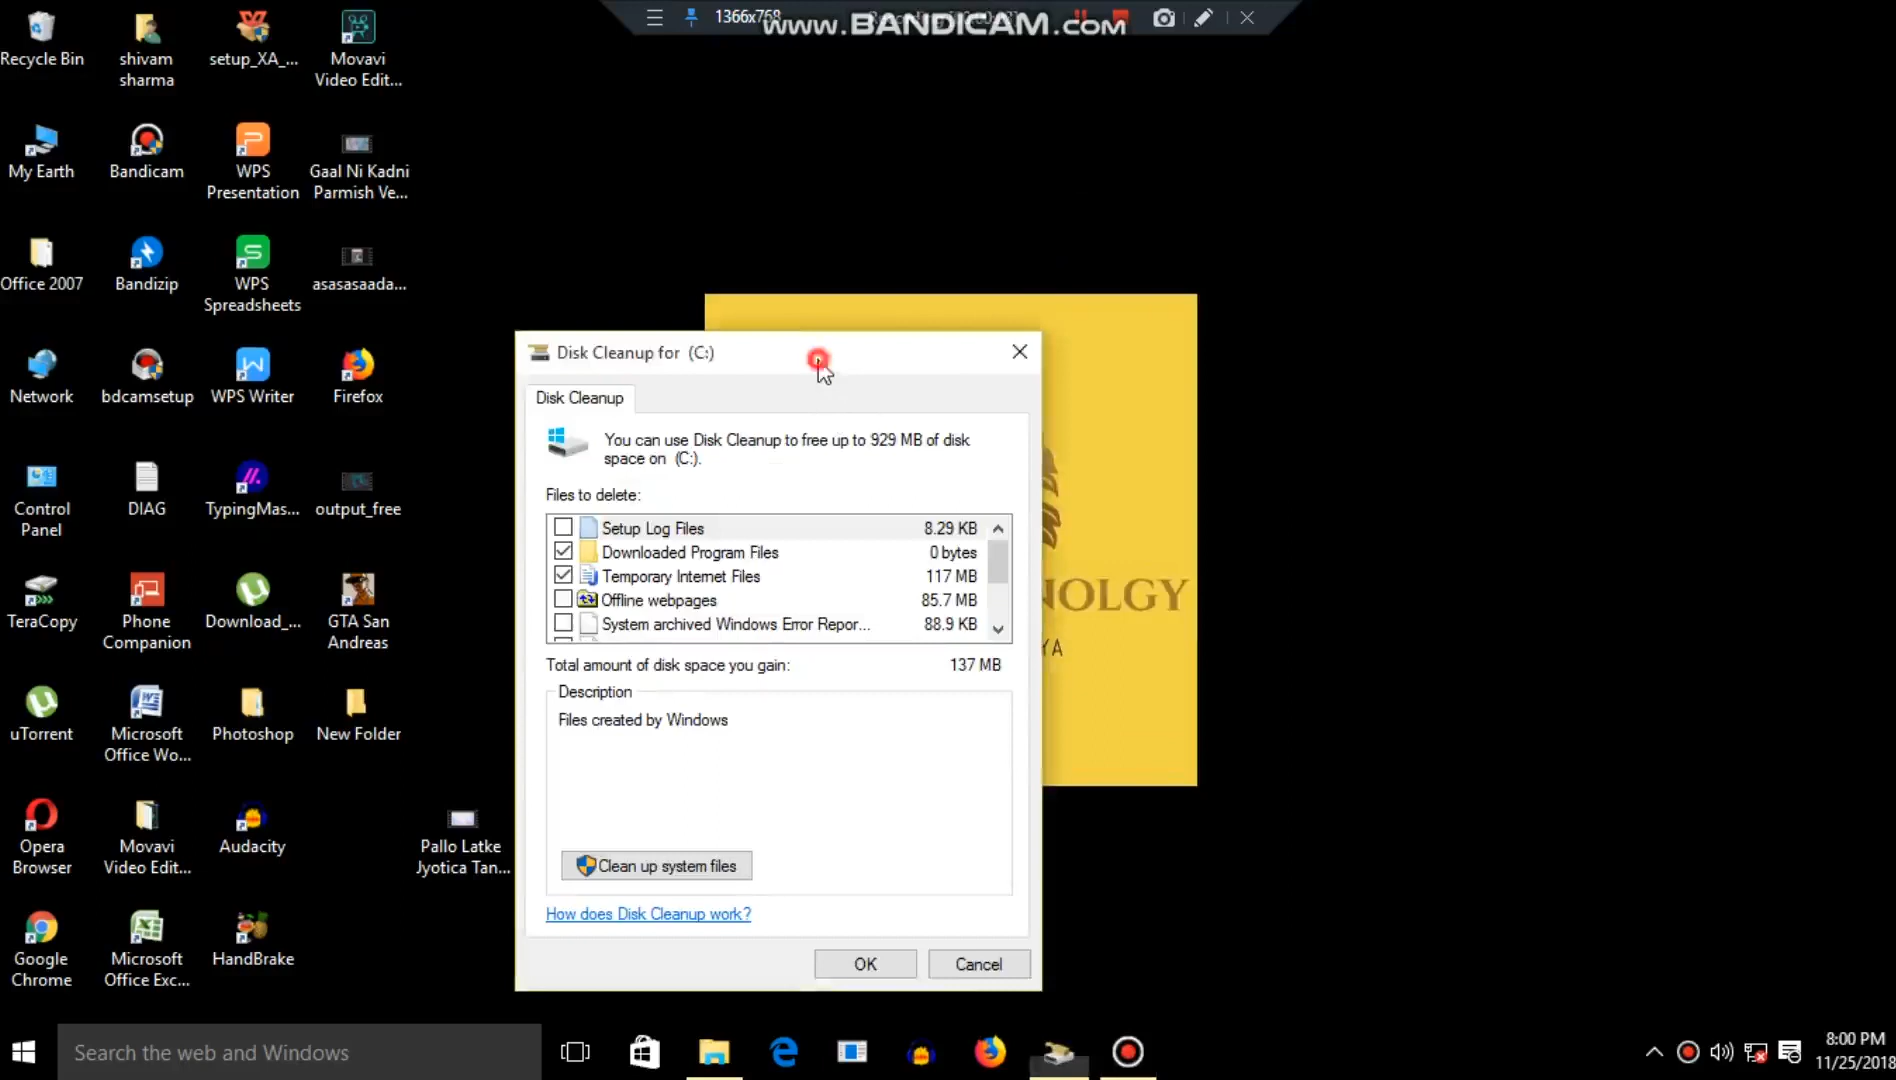 1366x768
www.BANDICAM.com
Recycle Bin
shivam
sharma
setup_XA_...
Movavi
Video Edit...
My Earth
Bandicam
WPS
Presentation
Gaal Ni Kadni
Parmish Ve...
Office 2007
Bandizip
WPS
Spreadsheets
asasasaada...
Network
bdcamsetup
WPS Writer
Firefox
Control
Panel
DIAG
TypingMas...
output_free
TeraCopy
Phone
Companion
Download_...
GTA San
Andreas
uTorrent
Microsoft
Office Wo...
Photoshop
New Folder
Opera
Browser
Movavi
Video Edit...
Audacity
Pallo Latke
Jyotica Tan...
Google
Chrome
Microsoft
Office Exc...
HandBrake
Disk Cleanup for (C:)
Disk Cleanup
You can use Disk Cleanup to free up to 929 MB of disk
space on (C:).
Files to delete:
Setup Log Files 8.29 KB
Downloaded Program Files 0 bytes
Temporary Internet Files 117 MB
Offline webpages 85.7 MB
System archived Windows Error Repor... 88.9 KB
Total amount of disk space you gain: 137 MB
Description
Files created by Windows
Clean up system files
How does Disk Cleanup work?
OK
Cancel
NOLGY
YA
Search the web and Windows
8:00 PM
11/25/2018